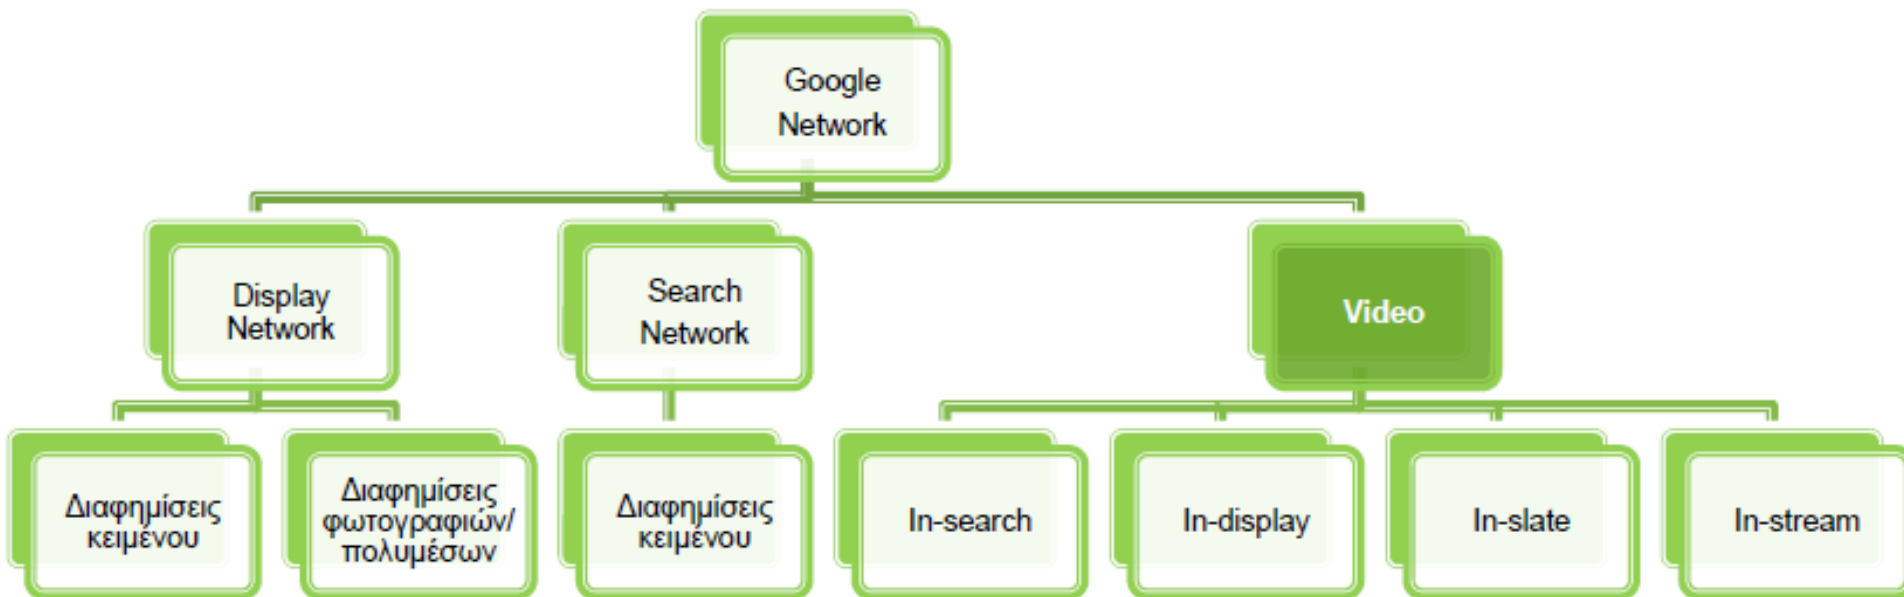 Google
Network
Display
Network
Search
Network
Video
Διαφημίσεις
κειμένου
Διαφημίσεις
φωτογραφιών/
πολυμέσων
Διαφημίσεις
κειμένου
In-search
In-display
In-slate
In-stream